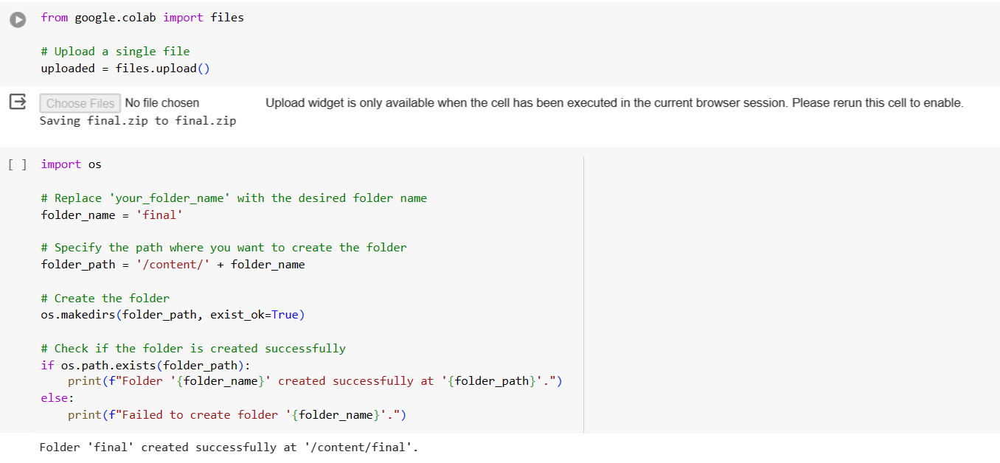 from google.colab import files
# Upload a single file
uploaded = files.upload()
Choose Files No file chosen Upload widget is only available when the cell has been executed in the current browser session. Please rerun this cell to enable.
Saving final.zip to final.zip
[ ] import os
# Replace 'your_folder_name' with the desired folder name
folder_name = 'final'
# Specify the path where you want to create the folder
folder_path = '/content/' + folder_name
# Create the folder
os.makedirs(folder_path, exist_ok=True)
# Check if the folder is created successfully
if os.path.exists(folder_path):
    print(f"Folder '{folder_name}' created successfully at '{folder_path}'.")
else:
    print(f"Failed to create folder '{folder_name}'.")
Folder 'final' created successfully at '/content/final'.